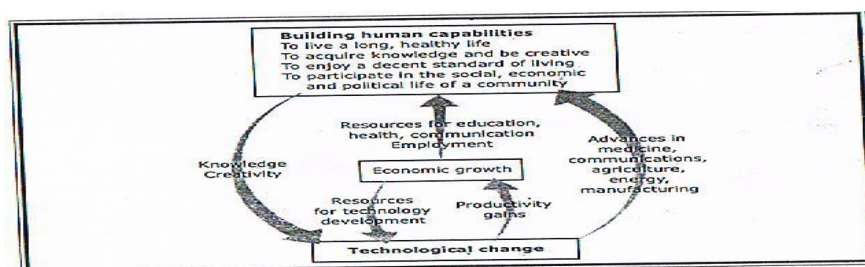 Building human capabilities
To live a long, healthy life
To acquire knowledge and be creative
To enjoy a decent standard of living
To participate in the social, economic
and political life of a community
Resources for education,
health, communication
Employment
Knowledge
Creativity
Advances in
medicine,
communications,
agriculture,
energy,
manufacturing
Economic growth
Resources
for technology
development
Productivity
gains
Technological change